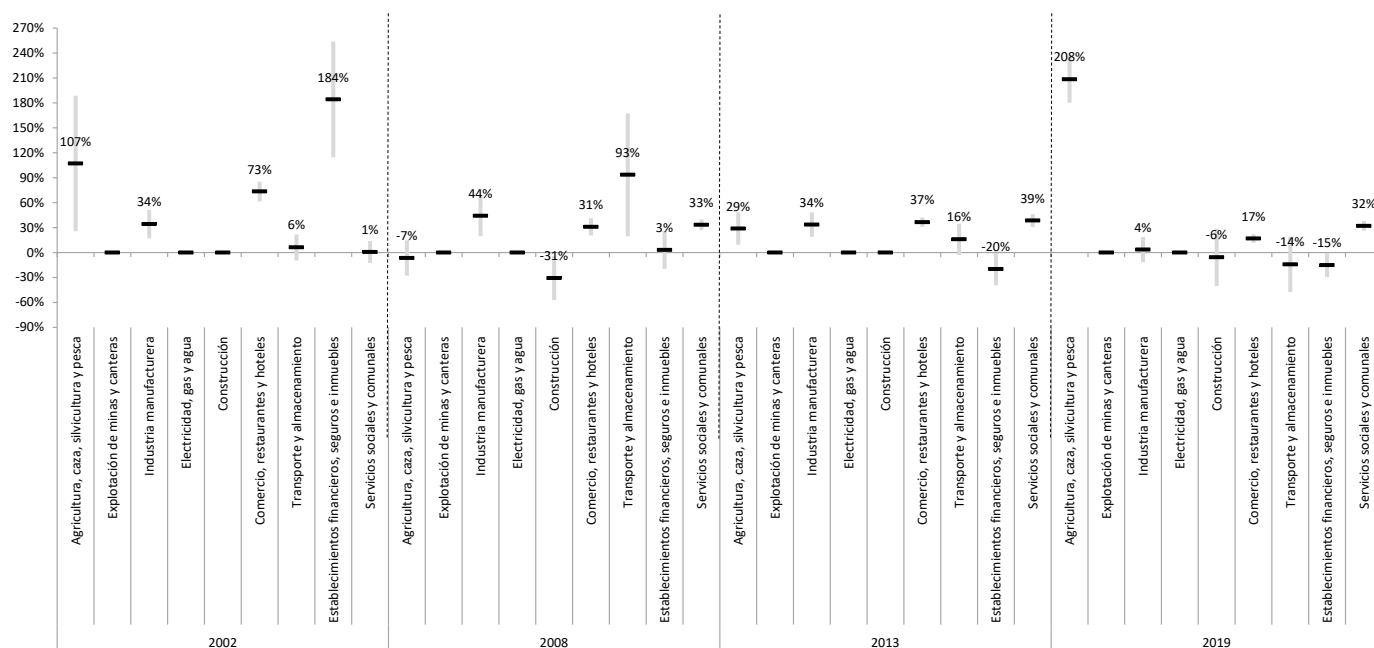 270%
240%
210%
180%
150%
120%
90%
60%
30%
0%
-30%
-60%
-90%
107%
34%
73%
6%
184%
1%
-7%
44%
-31%
31%
93%
3%
33%
29%
34%
37%
16%
-20%
39%
208%
4%
-6%
17%
-14%
-15%
32%
Agricultura, caza, silvicultura y pesca
Explotación de minas y canteras
Industria manufacturera
Electricidad, gas y agua
Construcción
Comercio, restaurantes y hoteles
Transporte y almacenamiento
Establecimientos financieros, seguros e inmuebles
Servicios sociales y comunales
Agricultura, caza, silvicultura y pesca
Explotación de minas y canteras
Industria manufacturera
Electricidad, gas y agua
Construcción
Comercio, restaurantes y hoteles
Transporte y almacenamiento
Establecimientos financieros, seguros e inmuebles
Servicios sociales y comunales
Agricultura, caza, silvicultura y pesca
Explotación de minas y canteras
Industria manufacturera
Electricidad, gas y agua
Construcción
Comercio, restaurantes y hoteles
Transporte y almacenamiento
Establecimientos financieros, seguros e inmuebles
Servicios sociales y comunales
Agricultura, caza, silvicultura y pesca
Explotación de minas y canteras
Industria manufacturera
Electricidad, gas y agua
Construcción
Comercio, restaurantes y hoteles
Transporte y almacenamiento
Establecimientos financieros, seguros e inmuebles
Servicios sociales y comunales
2002
2008
2013
2019